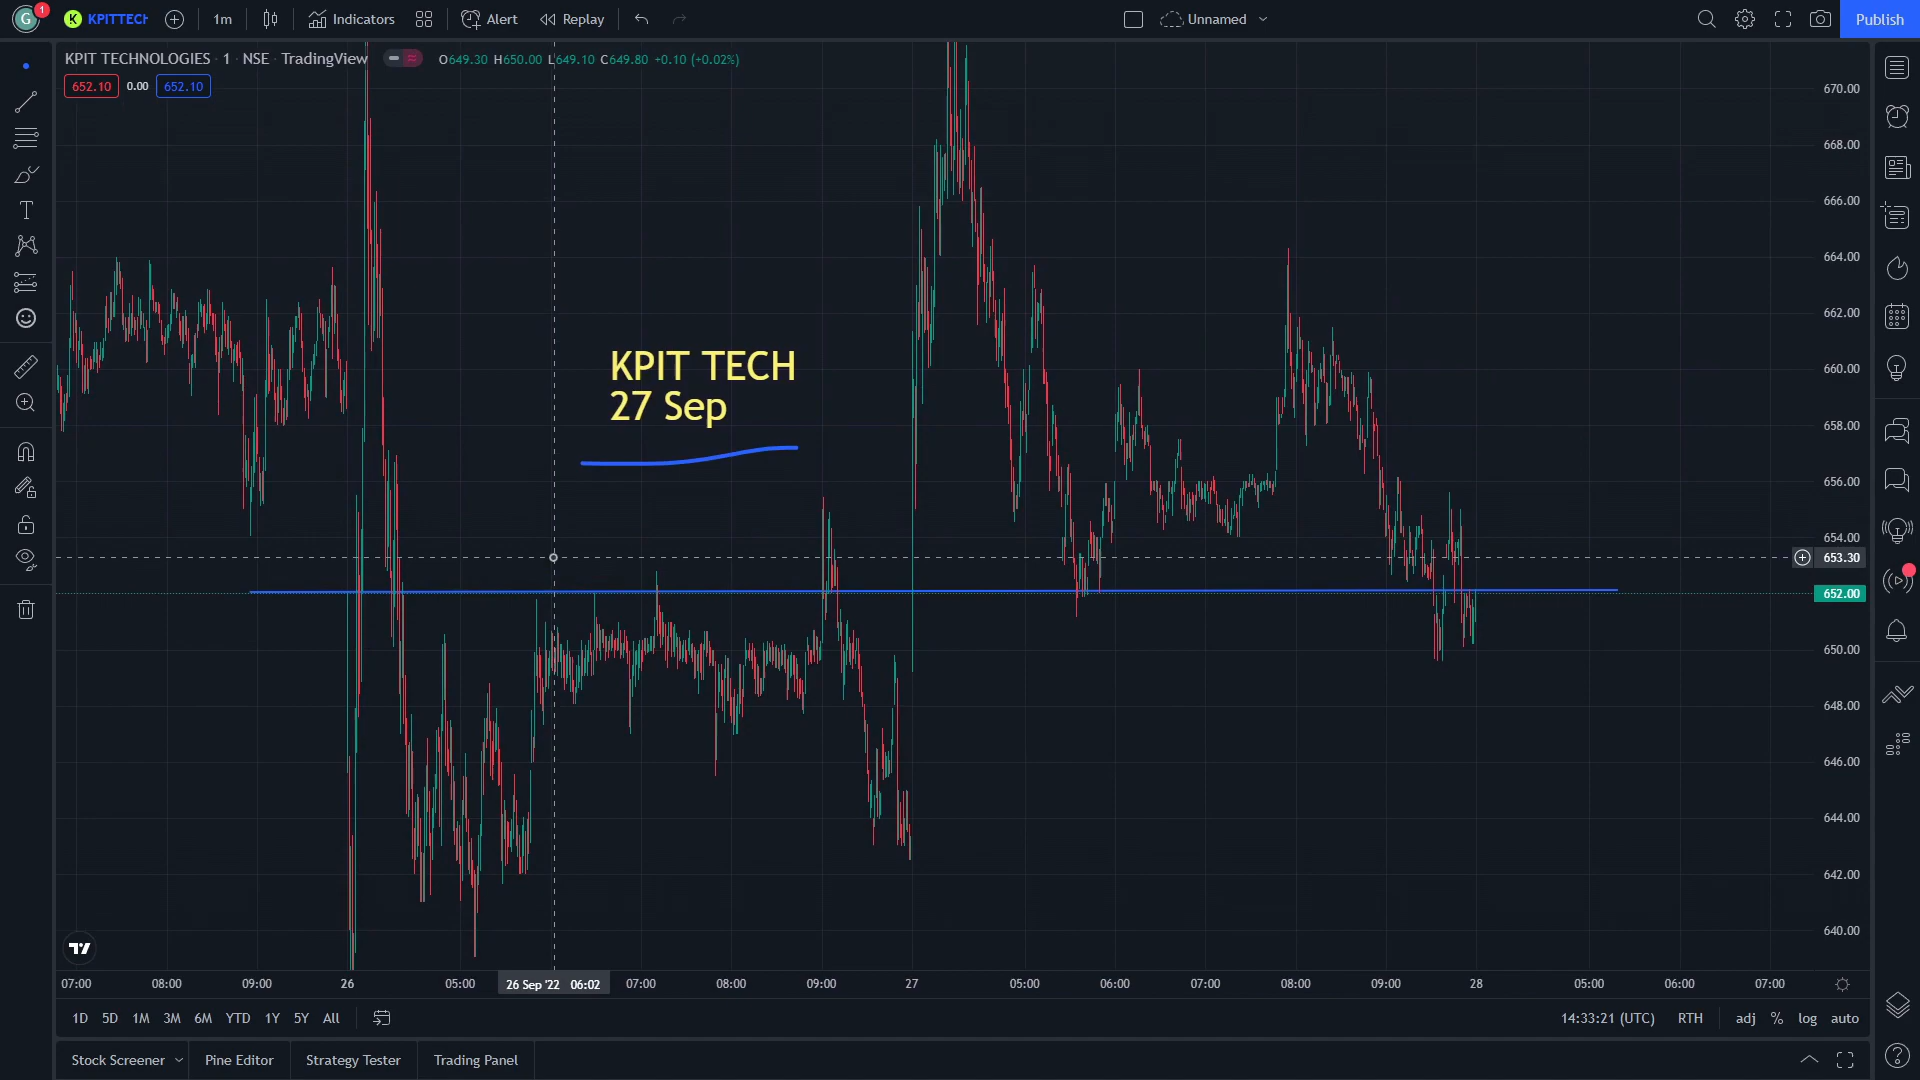 G 1 K KPITTECH 1m Indicators Alert Replay Unnamed Publish
KPIT TECHNOLOGIES · 1 · NSE · TradingView O649.30 H650.00 L649.10 C649.80 +0.10 (+0.02%)
652.10 0.00 652.10
670.00
668.00
666.00
664.00
662.00
660.00
658.00
656.00
654.00
653.30
652.00
650.00
648.00
646.00
644.00
642.00
640.00
KPIT TECH
27 Sep
07:00 08:00 09:00 26 05:00 26 Sep '22 06:02 07:00 08:00 09:00 27 05:00 06:00 07:00 08:00 09:00 28 05:00 06:00 07:00
1D 5D 1M 3M 6M YTD 1Y 5Y All 14:33:21 (UTC) RTH adj % log auto
Stock Screener Pine Editor Strategy Tester Trading Panel